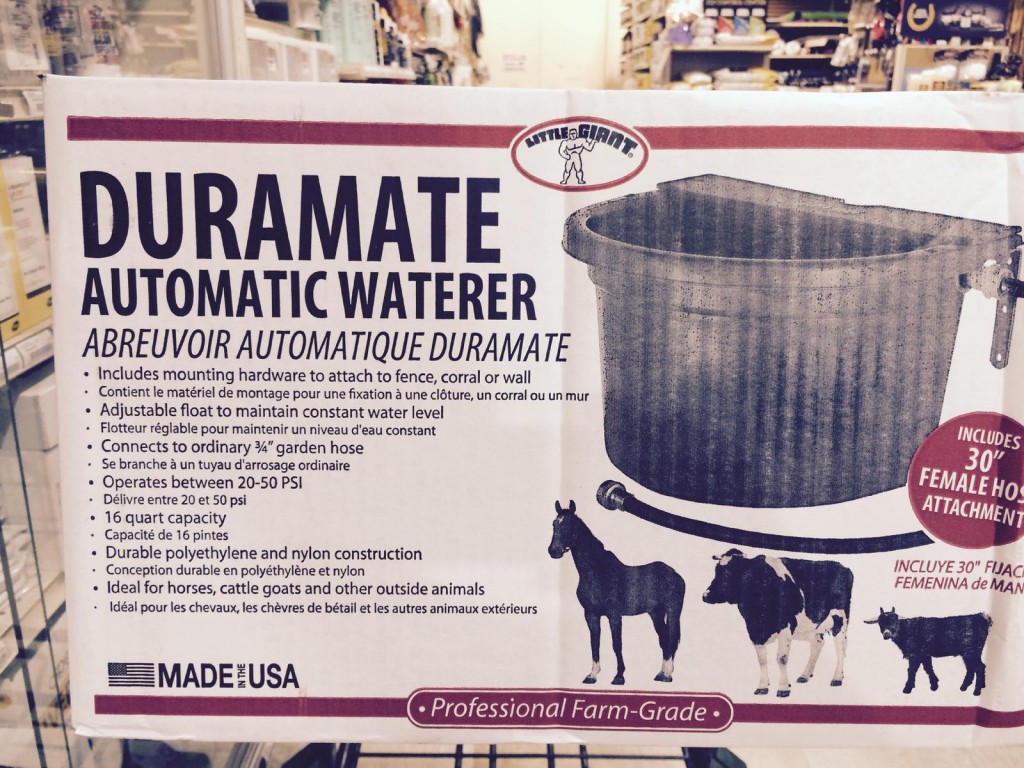 LITTLE GIANT®
DURAMATE
AUTOMATIC WATERER
ABREUVOIR AUTOMATIQUE DURAMATE
• Includes mounting hardware to attach to fence, corral or wall
• Contient le matériel de montage pour une fixation à une clôture, un corral ou un mur
• Adjustable float to maintain constant water level
• Flotteur réglable pour maintenir un niveau d'eau constant
• Connects to ordinary ¾" garden hose
• Se branche à un tuyau d'arrosage ordinaire
• Operates between 20-50 PSI
• Délivre entre 20 et 50 psi
• 16 quart capacity
• Capacité de 16 pintes
• Durable polyethylene and nylon construction
• Conception durable en polyéthylène et nylon
• Ideal for horses, cattle goats and other outside animals
• Idéal pour les chevaux, les chèvres de bétail et les autres animaux extérieurs
INCLUDES
30"
FEMALE HOS
ATTACHMENT
INCLUYE 30" FIJAC
FEMENINA de MAN
MADE IN THE USA
• Professional Farm-Grade •